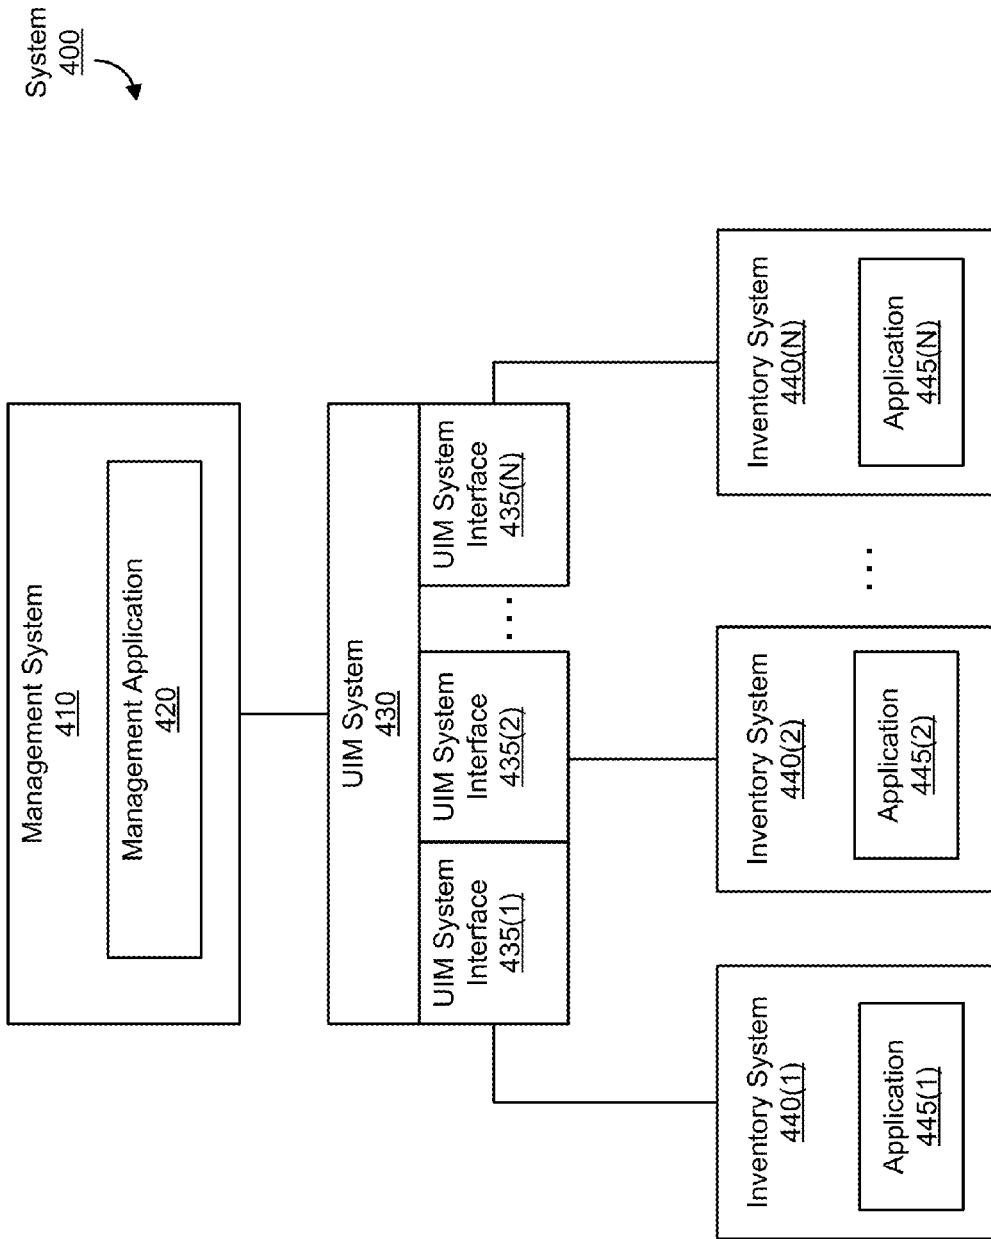 System
400
Management System
410
Management Application
420
UIM System
430
UIM System
Interface
435(1)
UIM System
Interface
435(2)
...
UIM System
Interface
435(N)
Inventory System
440(1)
Application
445(1)
Inventory System
440(2)
Application
445(2)
...
Inventory System
440(N)
Application
445(N)